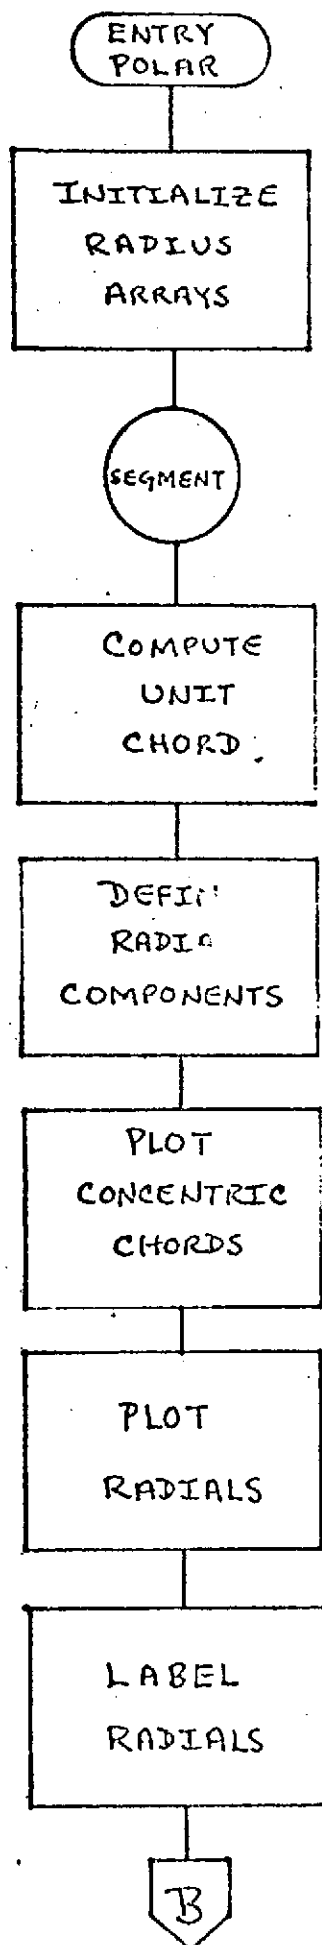 ENTRY
POLAR
INITIALIZE
RADIUS
ARRAYS
SEGMENT
COMPUTE
UNIT
CHORD
COMPONENTS
PLOT
CONCENTRIC
CHORDS
PLOT
RADIALS
LABEL
RADIALS
B